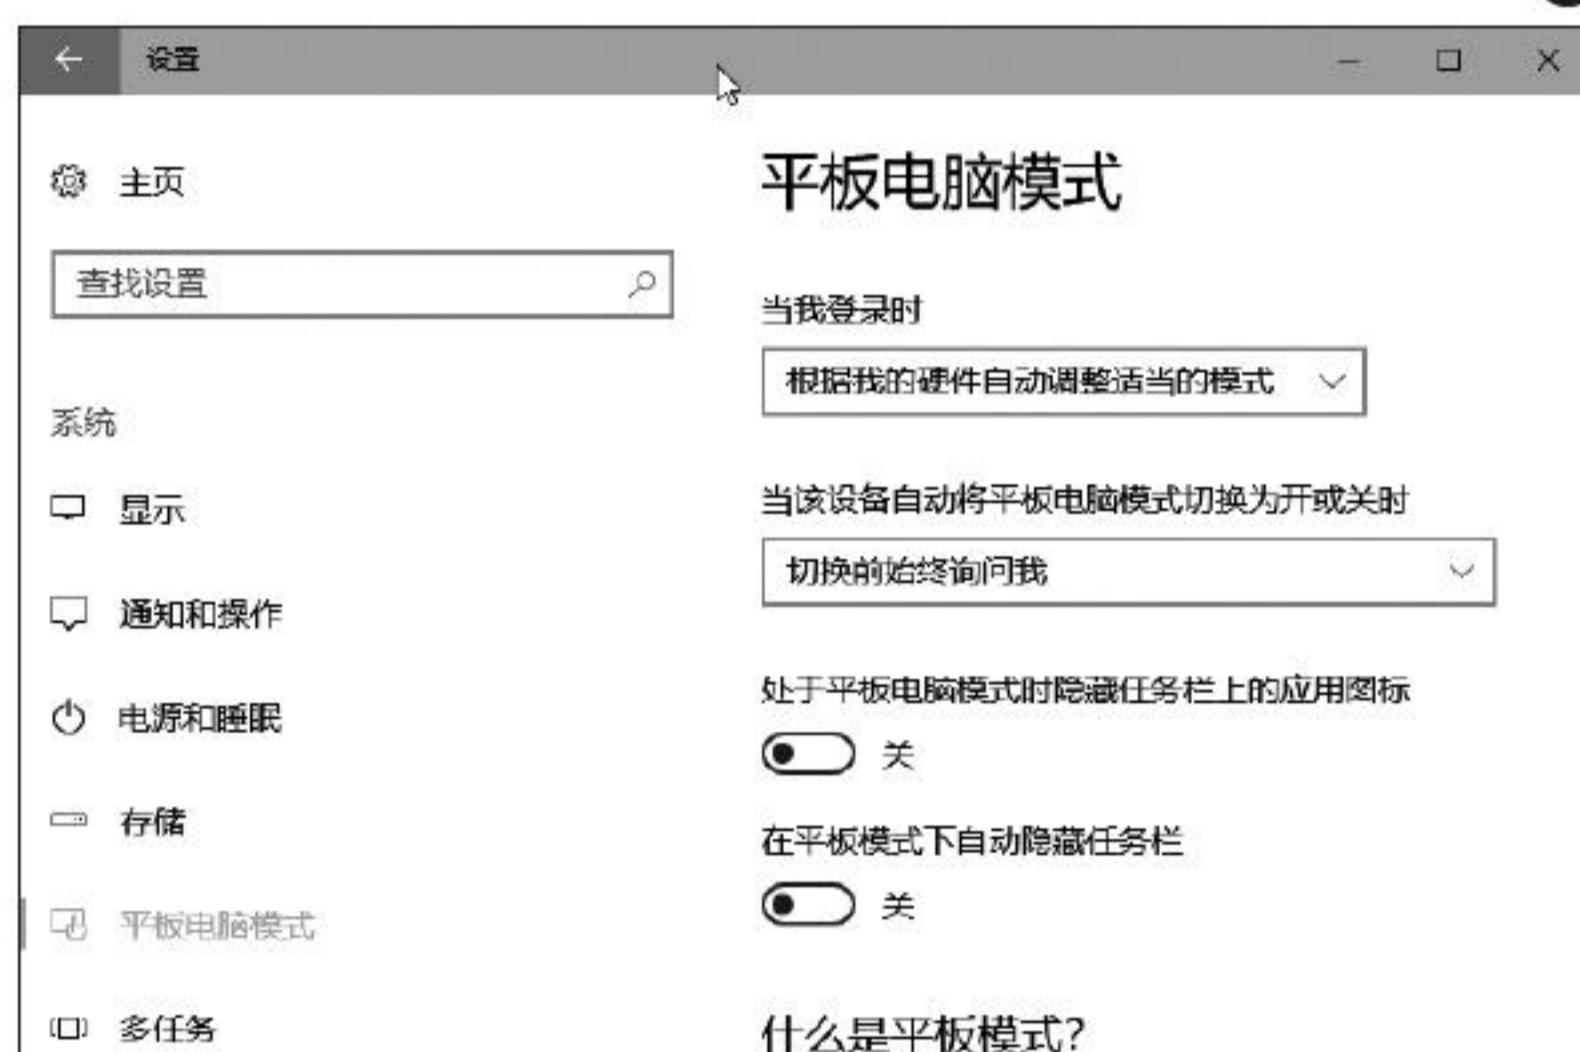 设置
主页
查找设置
系统
显示
通知和操作
电源和睡眠
存储
平板电脑模式
多任务
平板电脑模式
当我登录时
根据我的硬件自动调整适当的模式
当该设备自动将平板电脑模式切换为开或关时
切换前始终询问我
处于平板电脑模式时隐藏任务栏上的应用图标
关
在平板模式下自动隐藏任务栏
关
什么是平板模式?